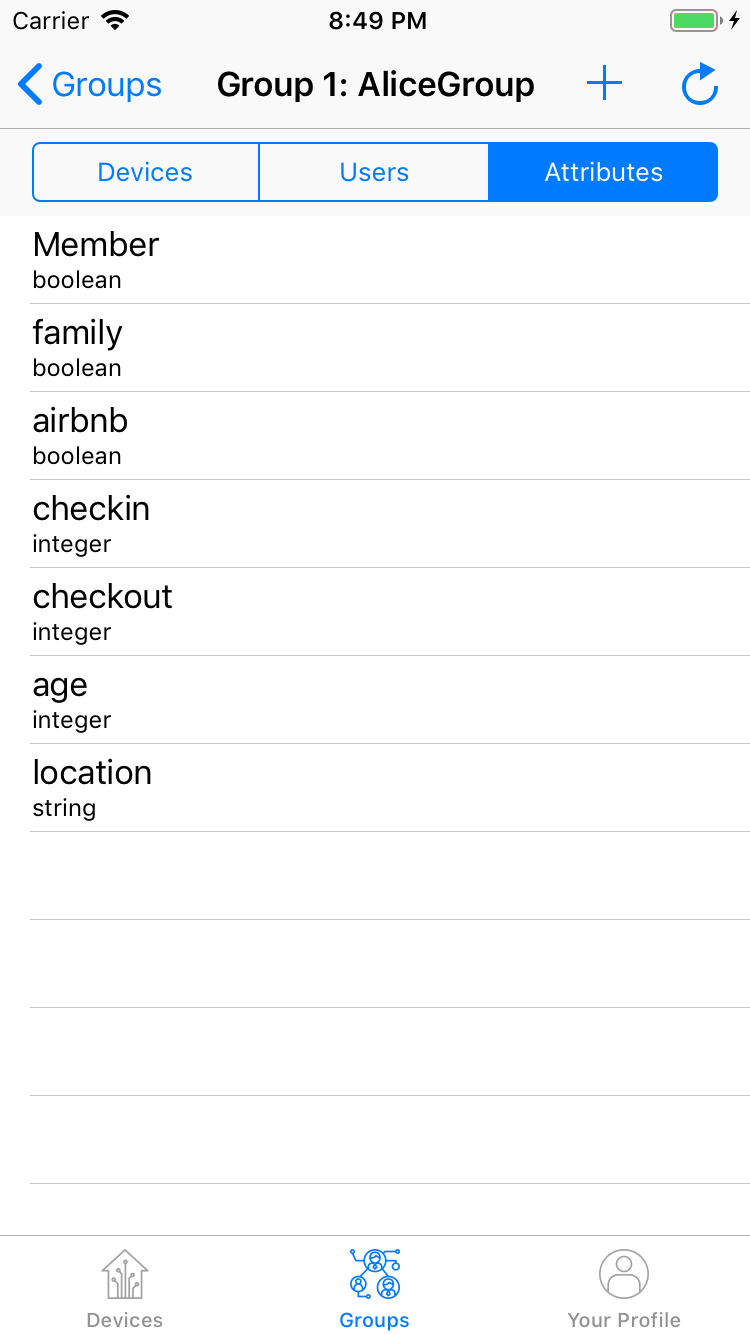 Carrier 8:49 PM
Groups Group 1: AliceGroup
Devices Users Attributes
Member
boolean
family
boolean
airbnb
boolean
checkin
integer
checkout
integer
age
integer
location
string
Devices Groups Your Profile